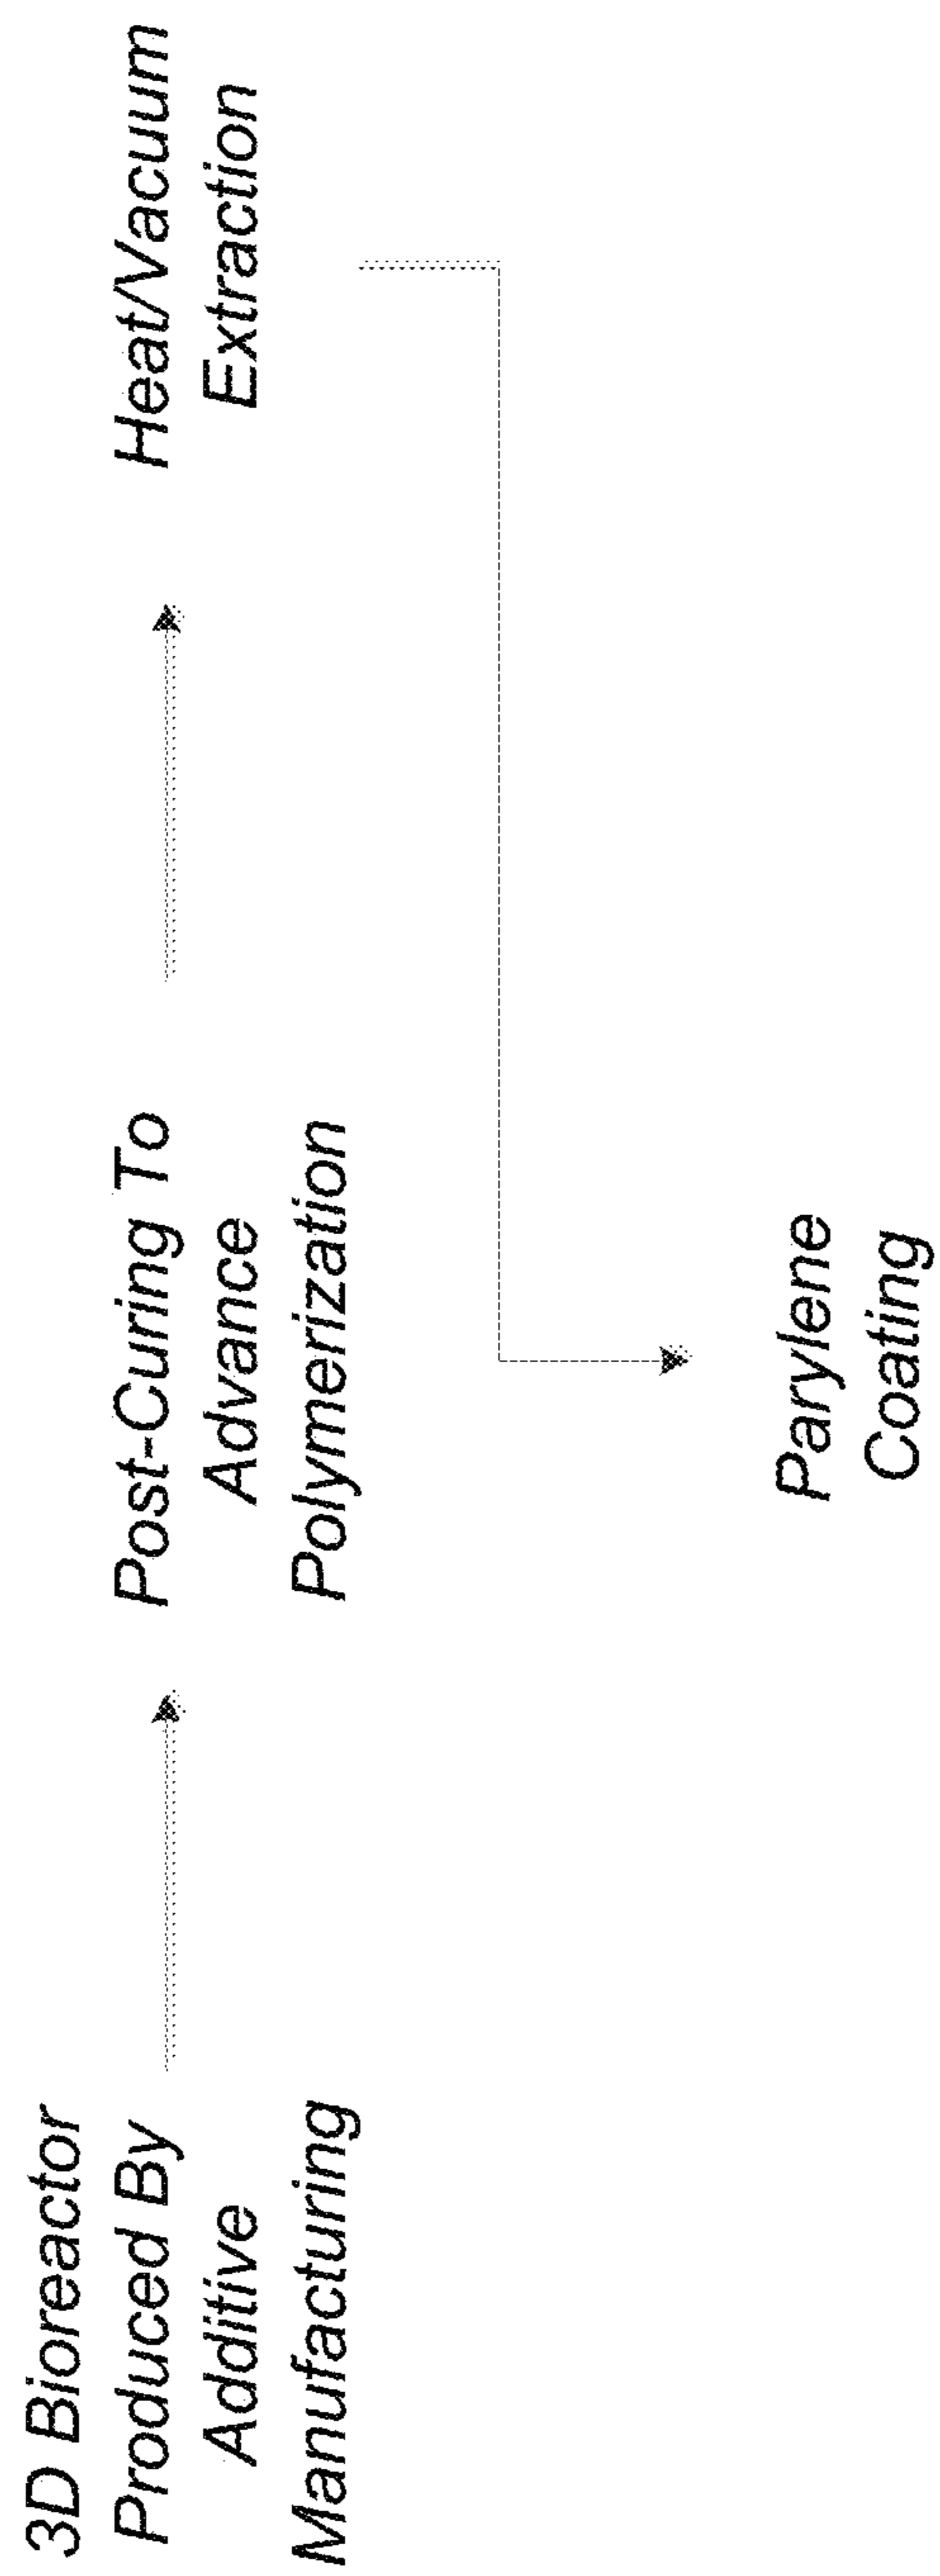 3D Bioreactor
Produced By
Additive
Manufacturing
Post-Curing To
Advance
Polymerization
Heat/Vacuum
Extraction
Parylene
Coating